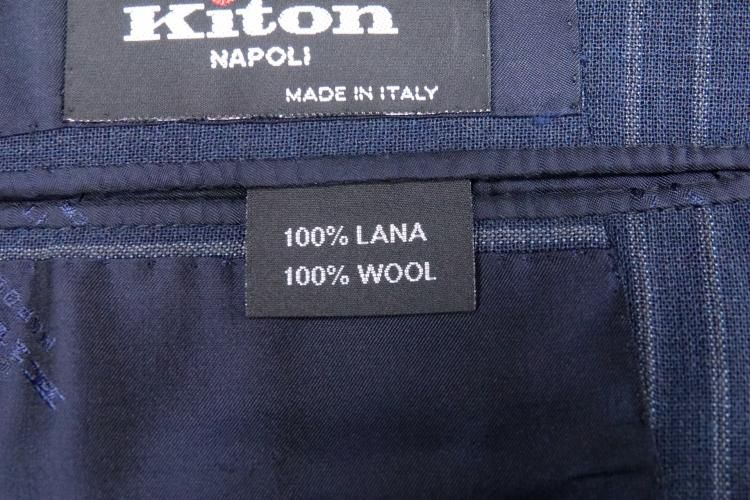 Kiton
NAPOLI
MADE IN ITALY
100% LANA
100% WOOL